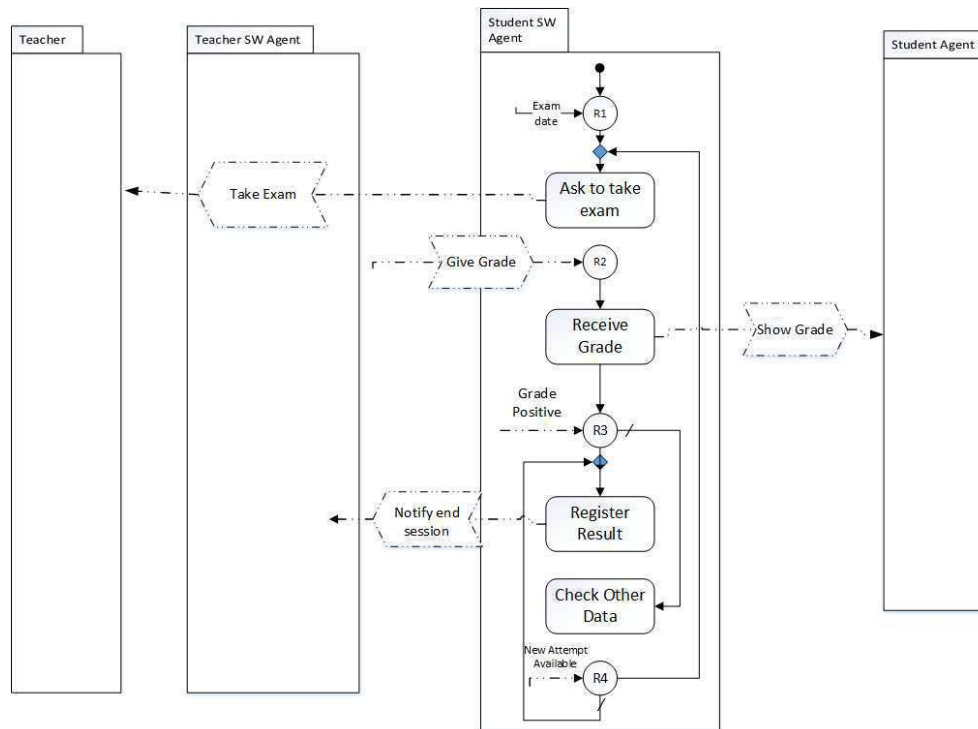 Teacher
Teacher SW Agent
Student SW
Agent
Student Agent
Exam
date
R1
Take Exam
Ask to take
exam
Give Grade
R2
Receive
Grade
Show Grade
Grade
Positive
R3
Notify end
session
Register
Result
Check Other
Data
New Attempt
Available
R4